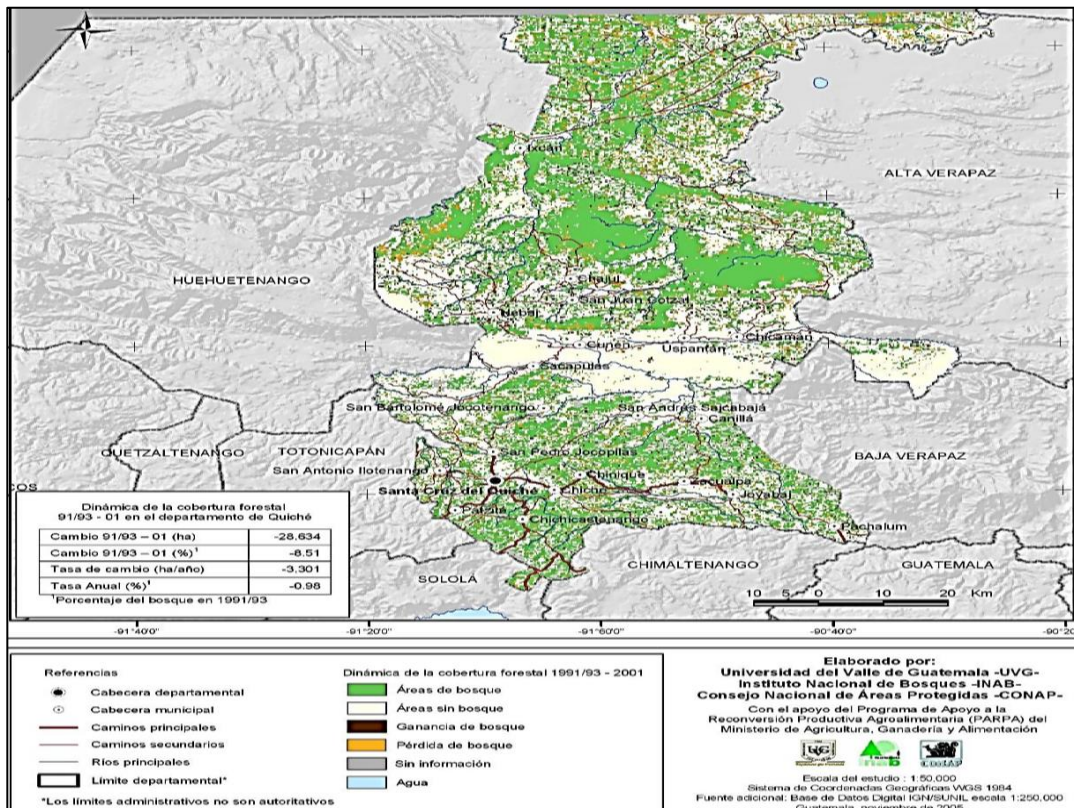 Ixcán
ALTA VERAPAZ
HUEHUETENANGO
Chajul
San Juan Cotzal
Nebaj
Chicamán
Cunén
Uspantán
Sacapulas
San Bartolomé Jocotenango
San Andrés Sajcabajá
Canillá
QUETZALTENANGO
TOTONICAPÁN
San Pedro Jocopilas
BAJA VERAPAZ
San Antonio Ilotenango
Chinique
Zacualpa
Santa Cruz del Quiché
Chiché
Joyabaj
COS
Patzité
Chichicastenango
Pachalum
Dinámica de la cobertura forestal
91/93 - 01 en el departamento de Quiché
Cambio 91/93 – 01 (ha) -28.634
Cambio 91/93 – 01 (%)¹ -8.51
Tasa de cambio (ha/año) -3,301
Tasa Anual (%)¹ -0.98
¹Porcentaje del bosque en 1991/93
SOLOLÁ
CHIMALTENANGO
GUATEMALA
10 5 0 10 20 Km
-91°40'0" -91°20'0" -91°60'0" -90°40'0" -90°20
Referencias
Cabecera departamental
Cabecera municipal
Caminos principales
Caminos secundarios
Ríos principales
Límite departamental*
*Los límites administrativos no son autoritativos
Dinámica de la cobertura forestal 1991/93 - 2001
Áreas de bosque
Áreas sin bosque
Ganancia de bosque
Pérdida de bosque
Sin información
Agua
Elaborado por:
Universidad del Valle de Guatemala -UVG-
Instituto Nacional de Bosques -INAB-
Consejo Nacional de Áreas Protegidas -CONAP-
Con el apoyo del Programa de Apoyo a la
Reconversión Productiva Agroalimentaria (PARPA) del
Ministerio de Agricultura, Ganadería y Alimentación
UVG
inab
CONAP
Escala del estudio : 1:50,000
Sistema de Coordenadas Geográficas WGS 1984
Fuente adicional: Base de Datos Digital IGN/SUNIL escala 1:250,000
Guatemala, noviembre de 2005